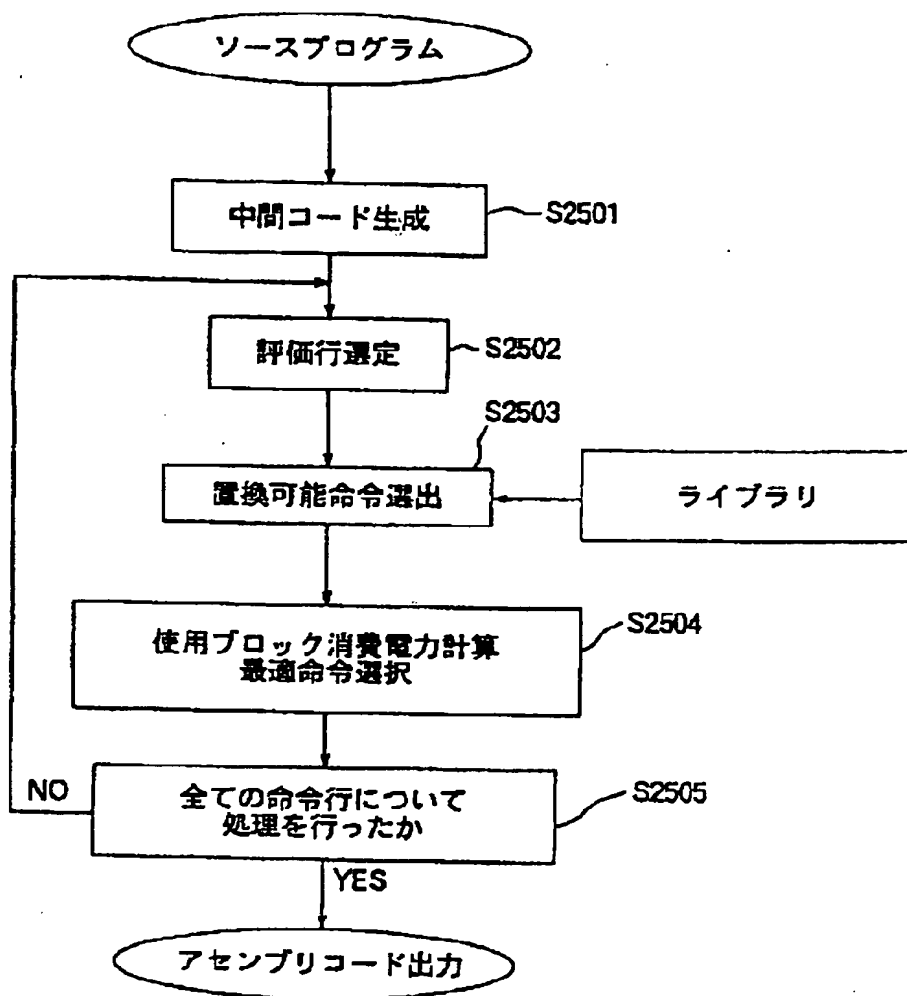 ソースプログラム
中間コード生成
S2501
評価行選定
S2502
S2503
置換可能命令選出
ライブラリ
使用ブロック消費電力計算
最適命令選択
S2504
NO
全ての命令行について
処理を行ったか
S2505
YES
アセンブリコード出力